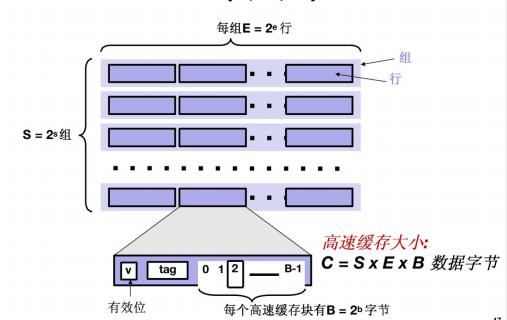 每组E = 2e 行
组
行
S = 2s 组
高速缓存大小:
C = S x E x B 数据字节
v tag 0 1 2 B-1
有效位
每个高速缓存块有B = 2b 字节